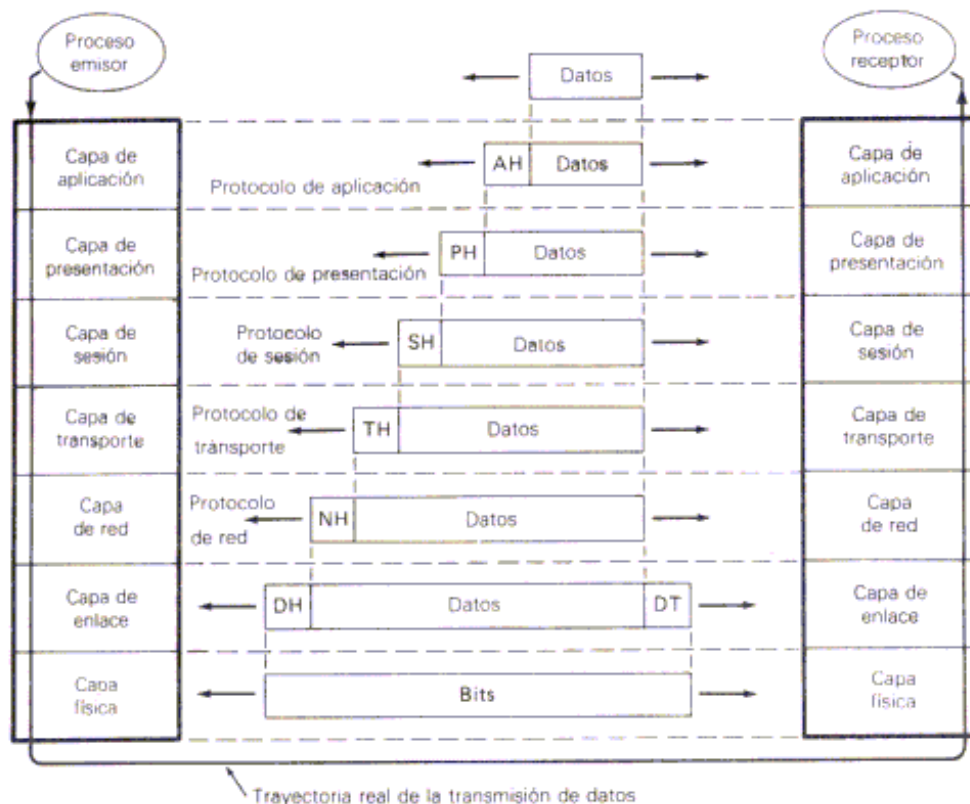 Proceso
emisor
Proceso
receptor
Datos
Capa de
aplicación
Protocolo de aplicación
AH
Datos
Capa de
aplicación
Capa de
presentación
Protocolo de presentación
PH
Datos
Capa de
presentación
Capa de
sesión
Protocolo
de sesión
SH
Datos
Capa de
sesión
Capa de
transporte
Protocolo de
trànsporte
TH
Datos
Capa de
transporte
Capa
de red
Protocolo
de red
NH
Datos
Capa
de red
Capa de
enlace
DH
Datos
DT
Capa de
enlace
Capa
física
Bits
Capa
física
Trayectoria real de la transmisión de datos